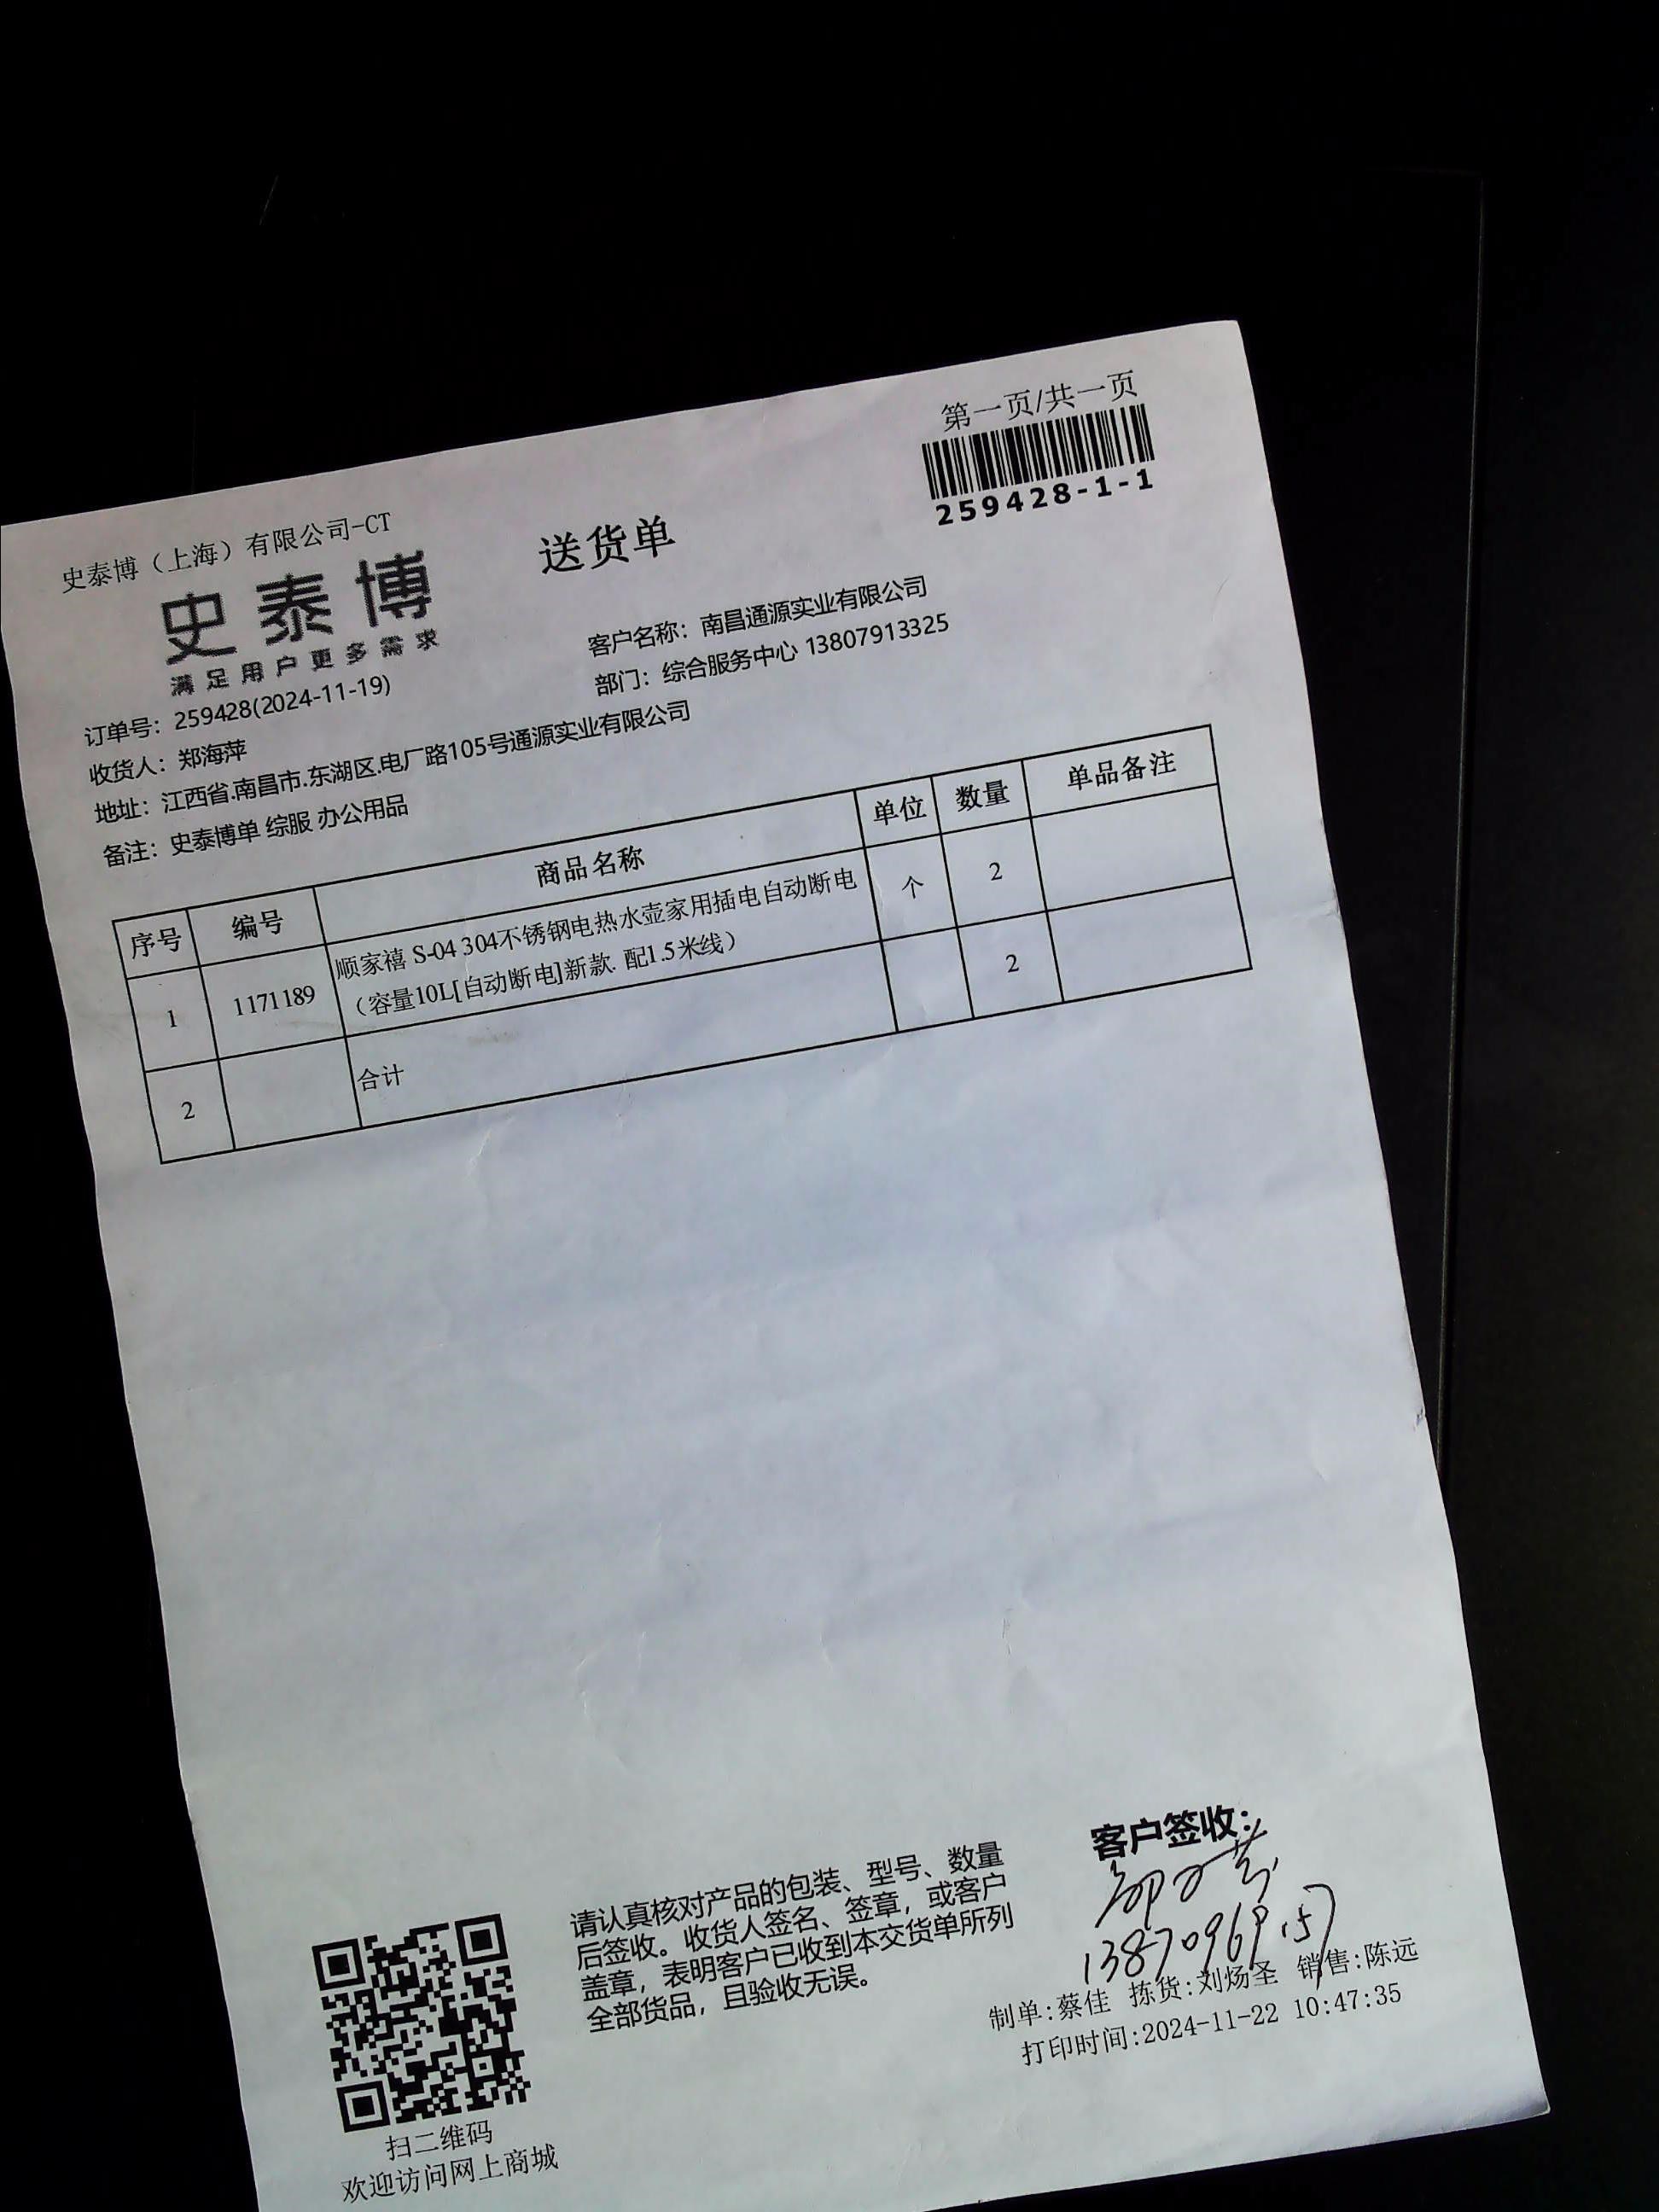 第一页/共一页
259428-1-1
史泰博（上海）有限公司-CT
送货单
史泰博
满足用户更多需求
客户名称：南昌通源实业有限公司
订单号：259428(2024-11-19)
部门：综合服务中心 13807913325
收货人：郑海萍
地址：江西省.南昌市.东湖区.电厂路105号通源实业有限公司
备注：史泰博单 综服 办公用品
序号 编号 商品名称 单位 数量 单品备注
1 1171189 顺家禧 S-04 304不锈钢电热水壶家用插电自动断电
（容量10L[自动断电]新款. 配1.5米线） 个 2
2 合计 2
客户签收：
请认真核对产品的包装、型号、数量
后签收。收货人签名、签章，或客户
盖章，表明客户已收到本交货单所列
全部货品，且验收无误。
制单:蔡佳 拣货:刘炀圣 销售:陈远
打印时间:2024-11-22 10:47:35
扫二维码
欢迎访问网上商城